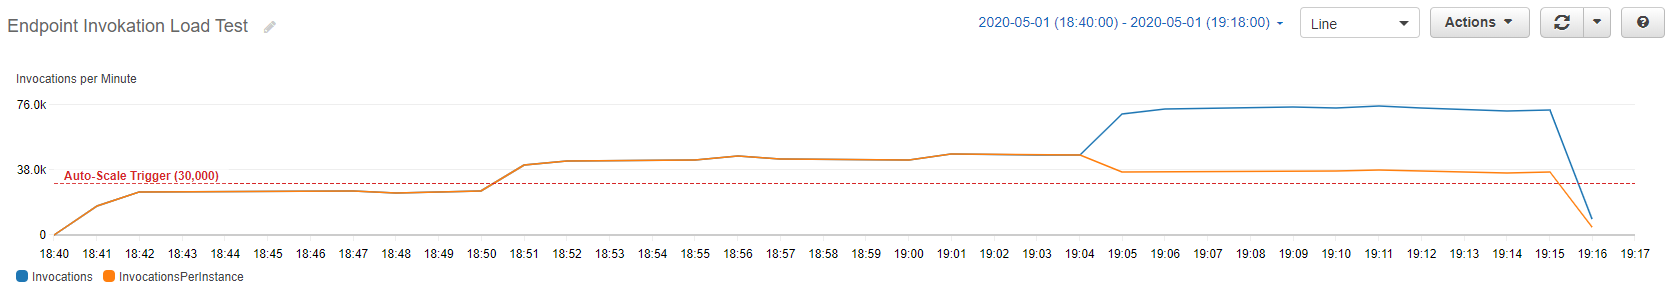 Endpoint Invokation Load Test
2020-05-01 (18:40:00) - 2020-05-01 (19:18:00)
Line
Actions
Invocations per Minute
76.0k
38.0k
Auto-Scale Trigger (30,000)
0
18:40 18:41 18:42 18:43 18:44 18:45 18:46 18:47 18:48 18:49 18:50 18:51 18:52 18:53 18:54 18:55 18:56 18:57 18:58 18:59 19:00 19:01 19:02 19:03 19:04 19:05 19:06 19:07 19:08 19:09 19:10 19:11 19:12 19:13 19:14 19:15 19:16 19:17
Invocations InvocationsPerInstance